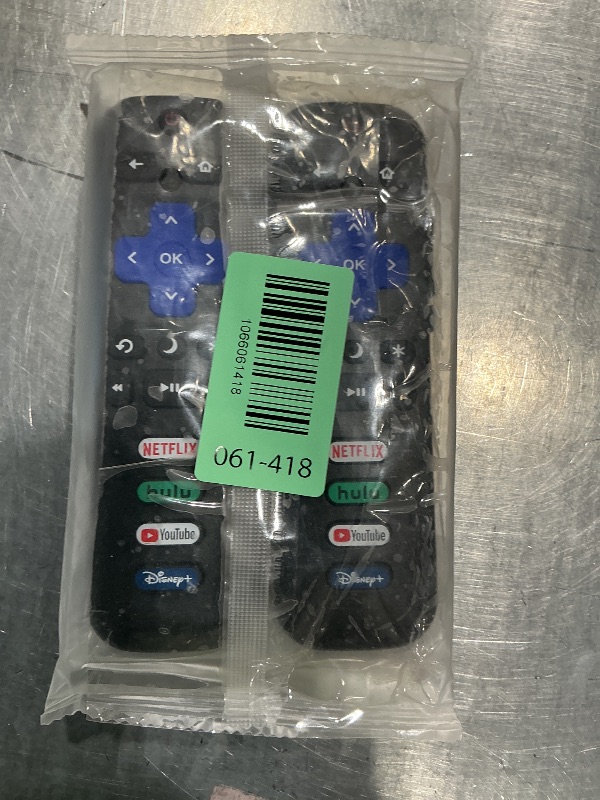 OK
OK
1066061418
061-418
NETFLIX
NETFLIX
hulu
hulu
YouTube
YouTube
Disney+
Disney+